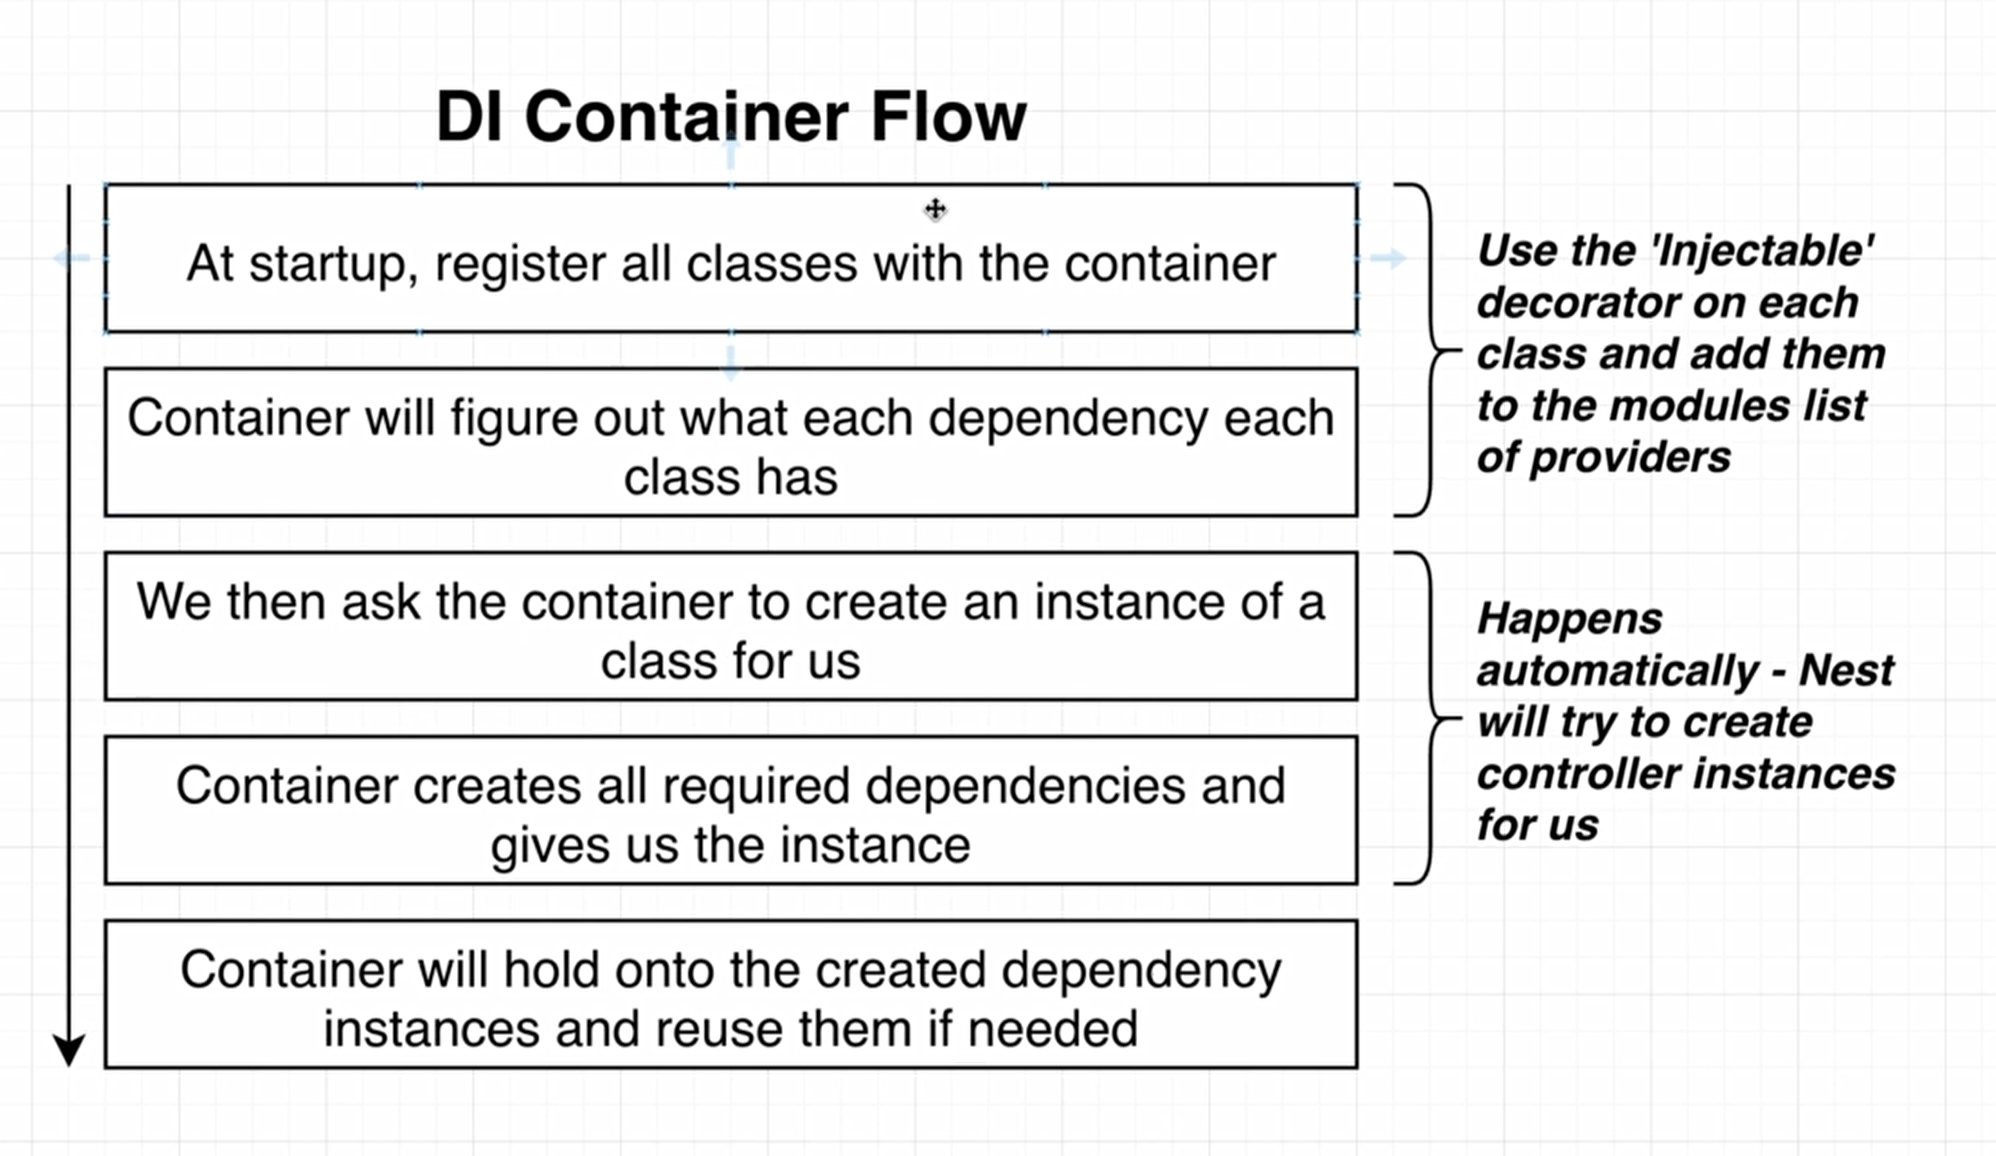 DI Container Flow
At startup, register all classes with the container
Container will figure out what each dependency each
class has
We then ask the container to create an instance of a
class for us
Container creates all required dependencies and
gives us the instance
Container will hold onto the created dependency
instances and reuse them if needed
Use the 'Injectable'
decorator on each
class and add them
to the modules list
of providers
Happens
automatically - Nest
will try to create
controller instances
for us